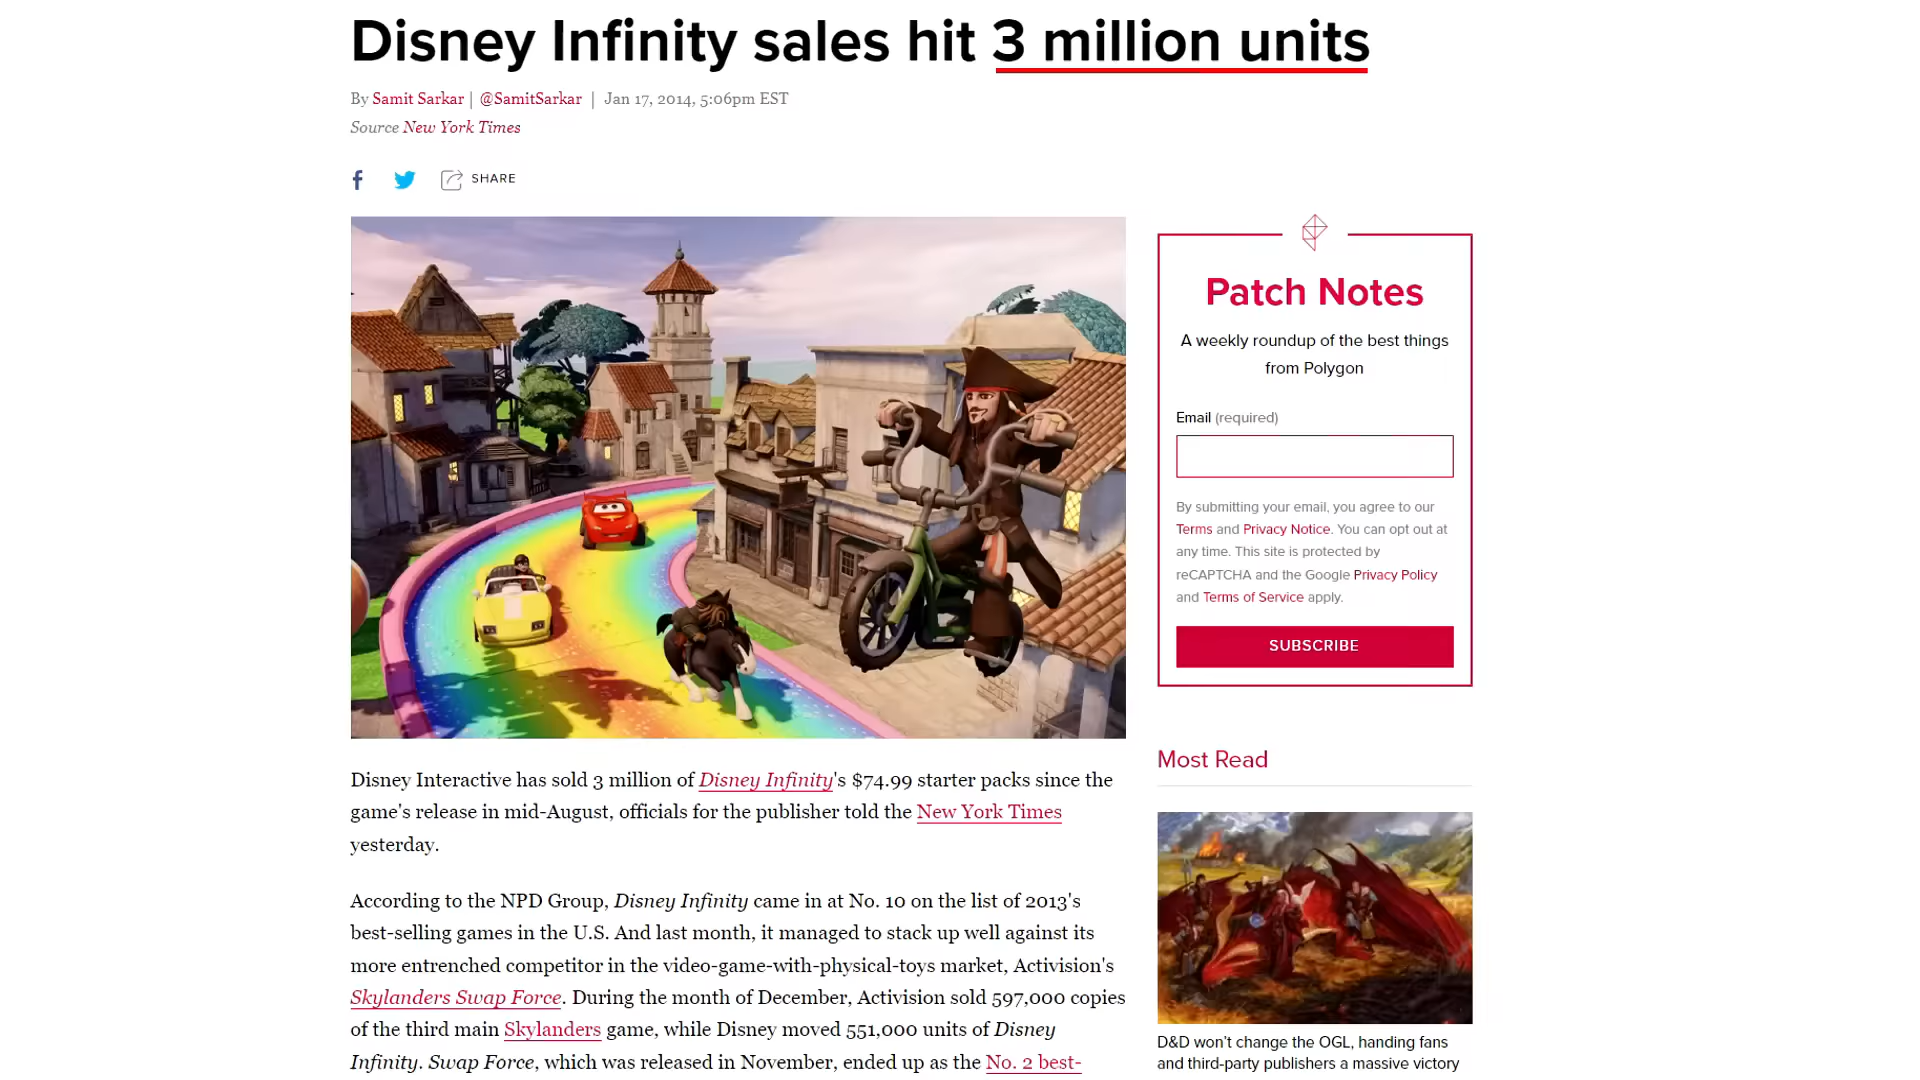 Disney Infinity sales hit 3 million units
By Samit Sarkar | @SamitSarkar | Jan 17, 2014, 5:06pm EST
Source New York Times
SHARE
Disney Interactive has sold 3 million of Disney Infinity's $74.99 starter packs since the
game's release in mid-August, officials for the publisher told the New York Times
yesterday.
According to the NPD Group, Disney Infinity came in at No. 10 on the list of 2013's
best-selling games in the U.S. And last month, it managed to stack up well against its
more entrenched competitor in the video-game-with-physical-toys market, Activision's
Skylanders Swap Force. During the month of December, Activision sold 597,000 copies
of the third main Skylanders game, while Disney moved 551,000 units of Disney
Infinity. Swap Force, which was released in November, ended up as the No. 2 best-
Patch Notes
A weekly roundup of the best things
from Polygon
Email (required)
By submitting your email, you agree to our
Terms and Privacy Notice. You can opt out at
any time. This site is protected by
reCAPTCHA and the Google Privacy Policy
and Terms of Service apply.
SUBSCRIBE
Most Read
D&D won't change the OGL, handing fans
and third-party publishers a massive victory